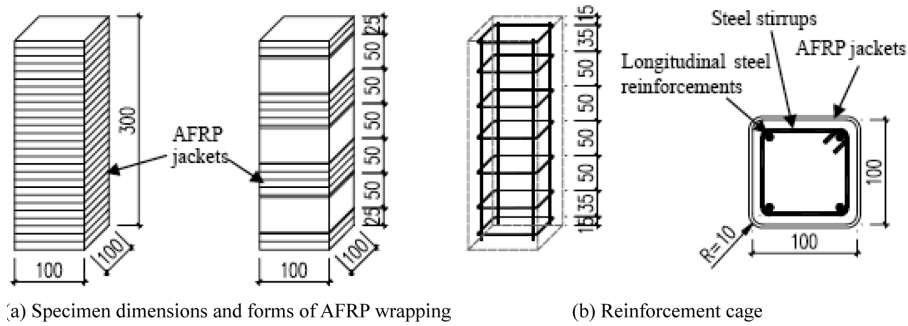 300
100
100
AFRP
jackets
25
50
50
50
50
50
25
100
100
15
35
50
50
50
50
35
15
Steel stirrups
AFRP jackets
Longitudinal steel
reinforcements
100
100
R=10
(a) Specimen dimensions and forms of AFRP wrapping
(b) Reinforcement cage